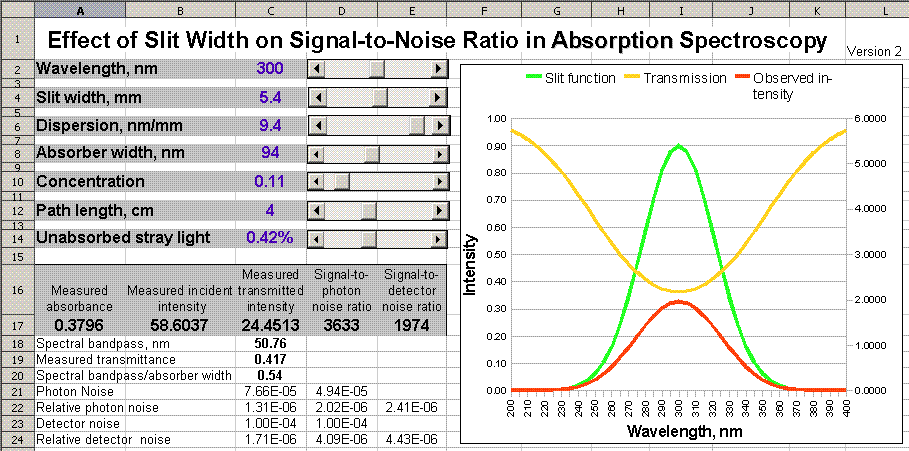 A B C D E F G H I J K L
1 Effect of Slit Width on Signal-to-Noise Ratio in Absorption Spectroscopy Version 2
2 Wavelength, nm 300
3
4 Slit width, mm 5.4
5
6 Dispersion, nm/mm 9.4
7
8 Absorber width, nm 94
9
10 Concentration 0.11
11
12 Path length, cm 4
13
14 Unabsorbed stray light 0.42%
15
16 Measured absorbance Measured incident intensity Measured transmitted intensity Signal-to-photon noise ratio Signal-to-detector noise ratio
17 0.3796 58.6037 24.4513 3633 1974
18 Spectral bandpass, nm 50.76
19 Measured transmittance 0.417
20 Spectral bandpass/absorber width 0.54
21 Photon Noise 7.66E-05 4.94E-05
22 Relative photon noise 1.31E-06 2.02E-06 2.41E-06
23 Detector noise 1.00E-04 1.00E-04
24 Relative detector noise 1.71E-06 4.09E-06 4.43E-06
Slit function Transmission Observed in-
tensity
Intensity
1.00 6.0000
0.90
0.80 5.0000
0.70
0.60 4.0000
0.50 3.0000
0.40
0.30 2.0000
0.20
0.10 1.0000
0.00 0.0000
200 210 220 230 240 250 260 270 280 290 300 310 320 330 340 350 360 370 380 390 400
Wavelength, nm